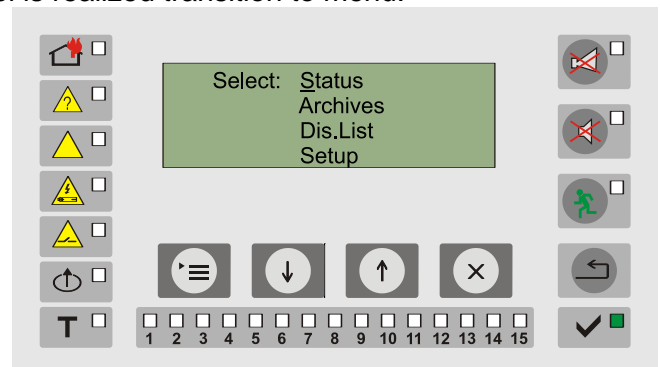 is realized transition to menu.
Select: Status
Archives
Dis.List
Setup
?
T
1 2 3 4 5 6 7 8 9 10 11 12 13 14 15